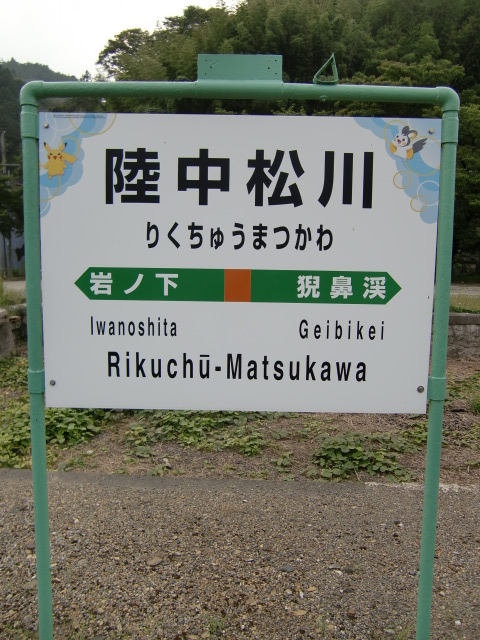 陸中松川
りくちゅうまつかわ
岩ノ下 猊鼻渓
Iwanoshita Geibikei
Rikuchū-Matsukawa